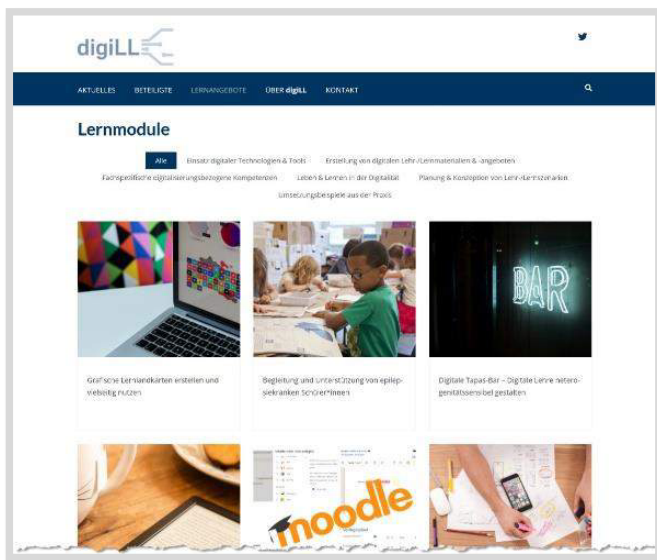 digiLL
AKTUELLES BETEILIGTE LERNANGEBOTE ÜBER digiLL KONTAKT
Lernmodule
Alle Einsatz digitaler Technologien & Tools Erstellung von digitalen Lehr-/Lernmaterialien & -angeboten
Fachspezifische digitalisierungsbezogene Kompetenzen Leben & Lernen in der Digitalität Planung & Konzeption von Lehr-/Lernszenarien
Umsetzungsbeispiele aus der Praxis
BAR
Grafische Lernlandkarten erstellen und
vielseitig nutzen
Begleitung und Unterstützung von epilep-
siekranken Schüler*innen
Digitale Tapas-Bar – Digitale Lehre hetero-
genitätssensibel gestalten
moodle